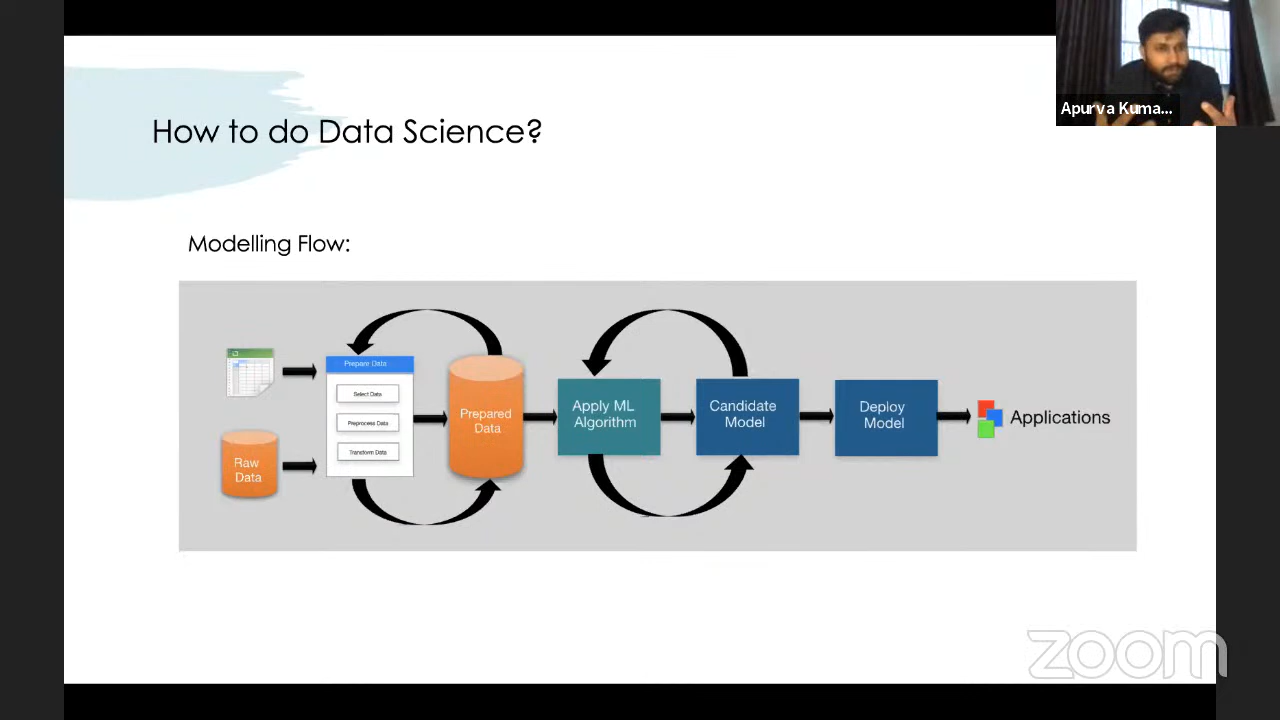 Apurva Kuma...
How to do Data Science?
Modelling Flow:
Prepare Data
Select Data
Preprocess Data
Transform Data
Raw
Data
Prepared
Data
Apply ML
Algorithm
Candidate
Model
Deploy
Model
Applications
zoom